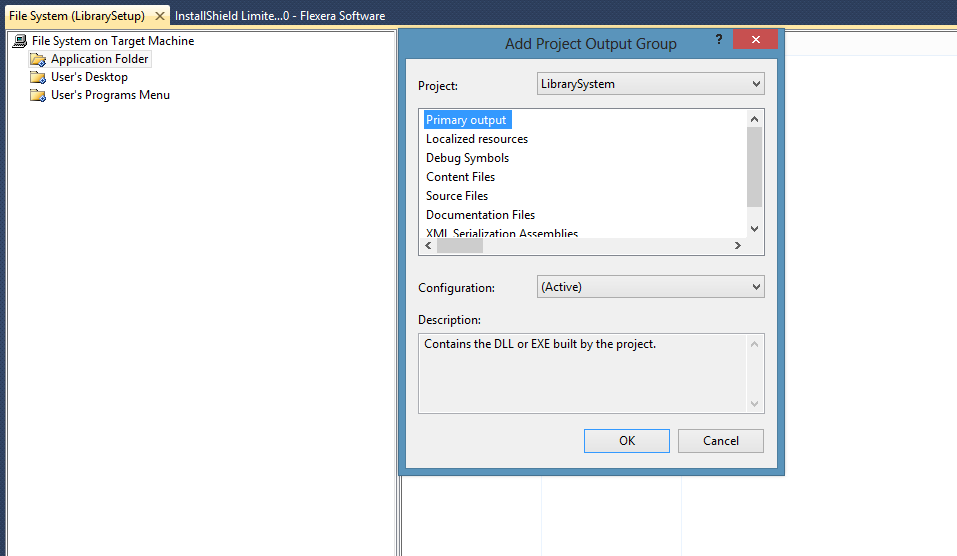 File System (LibrarySetup)
InstallShield Limite...0 - Flexera Software
File System on Target Machine
Application Folder
User's Desktop
User's Programs Menu
Add Project Output Group
?
Project:
LibrarySystem
Primary output
Localized resources
Debug Symbols
Content Files
Source Files
Documentation Files
XML Serialization Assemblies
Configuration:
(Active)
Description:
Contains the DLL or EXE built by the project.
OK
Cancel